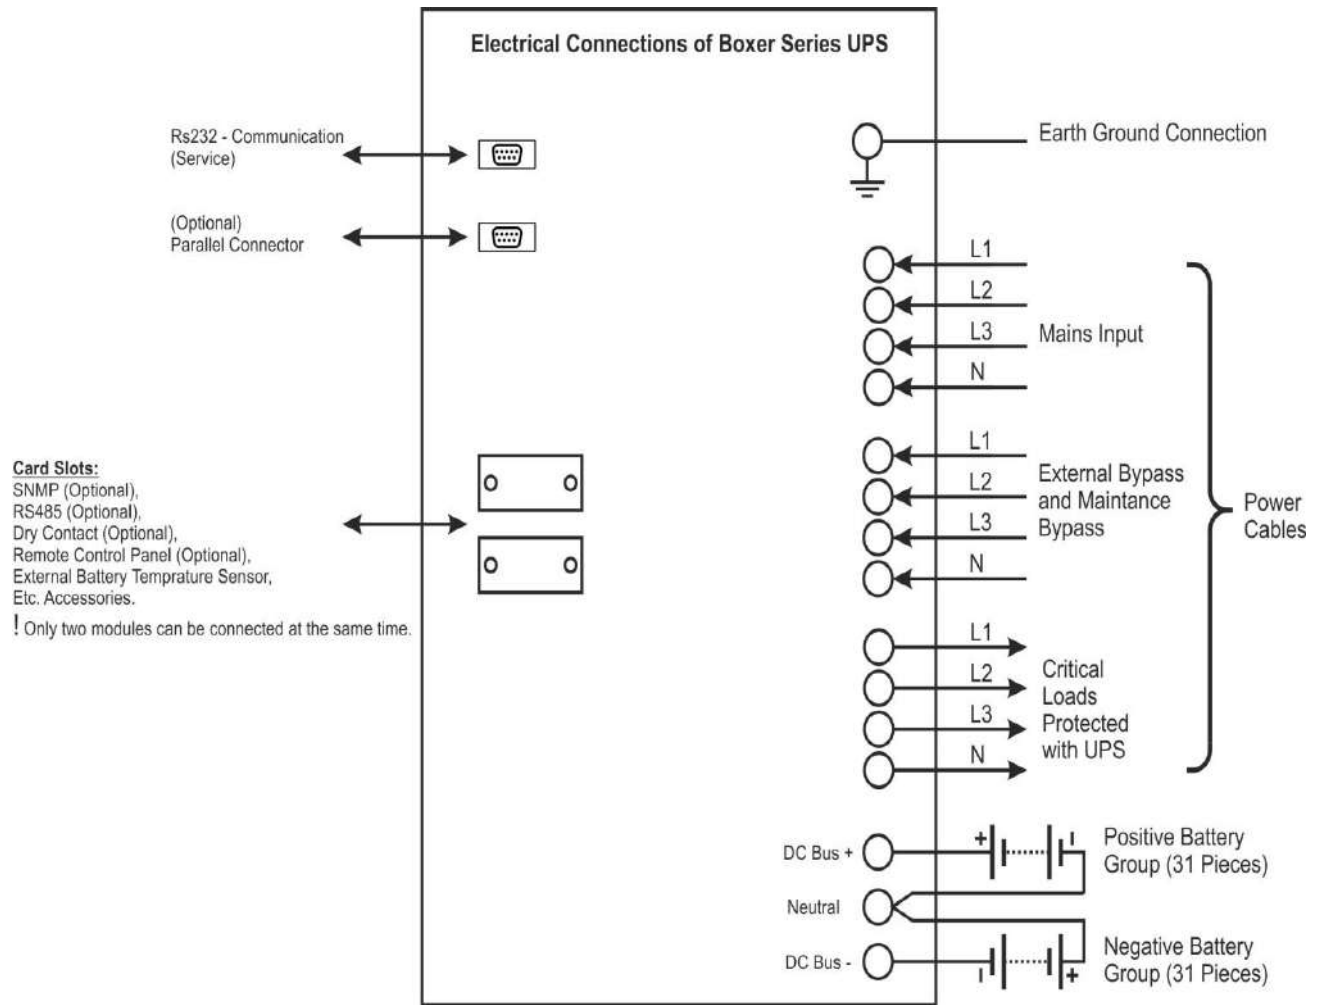 Electrical Connections of Boxer Series UPS
Rs232 - Communication
(Service)
(Optional)
Parallel Connector
Card Slots:
SNMP (Optional),
RS485 (Optional),
Dry Contact (Optional),
Remote Control Panel (Optional),
External Battery Temprature Sensor,
Etc. Accessories.
! Only two modules can be connected at the same time.
Earth Ground Connection
L1
L2
L3
N
Mains Input
L1
L2
L3
N
External Bypass
and Maintance
Bypass
L1
L2
L3
N
Critical
Loads
Protected
with UPS
Power
Cables
DC Bus +
+
-
Positive Battery
Group (31 Pieces)
Neutral
DC Bus -
-
+
Negative Battery
Group (31 Pieces)